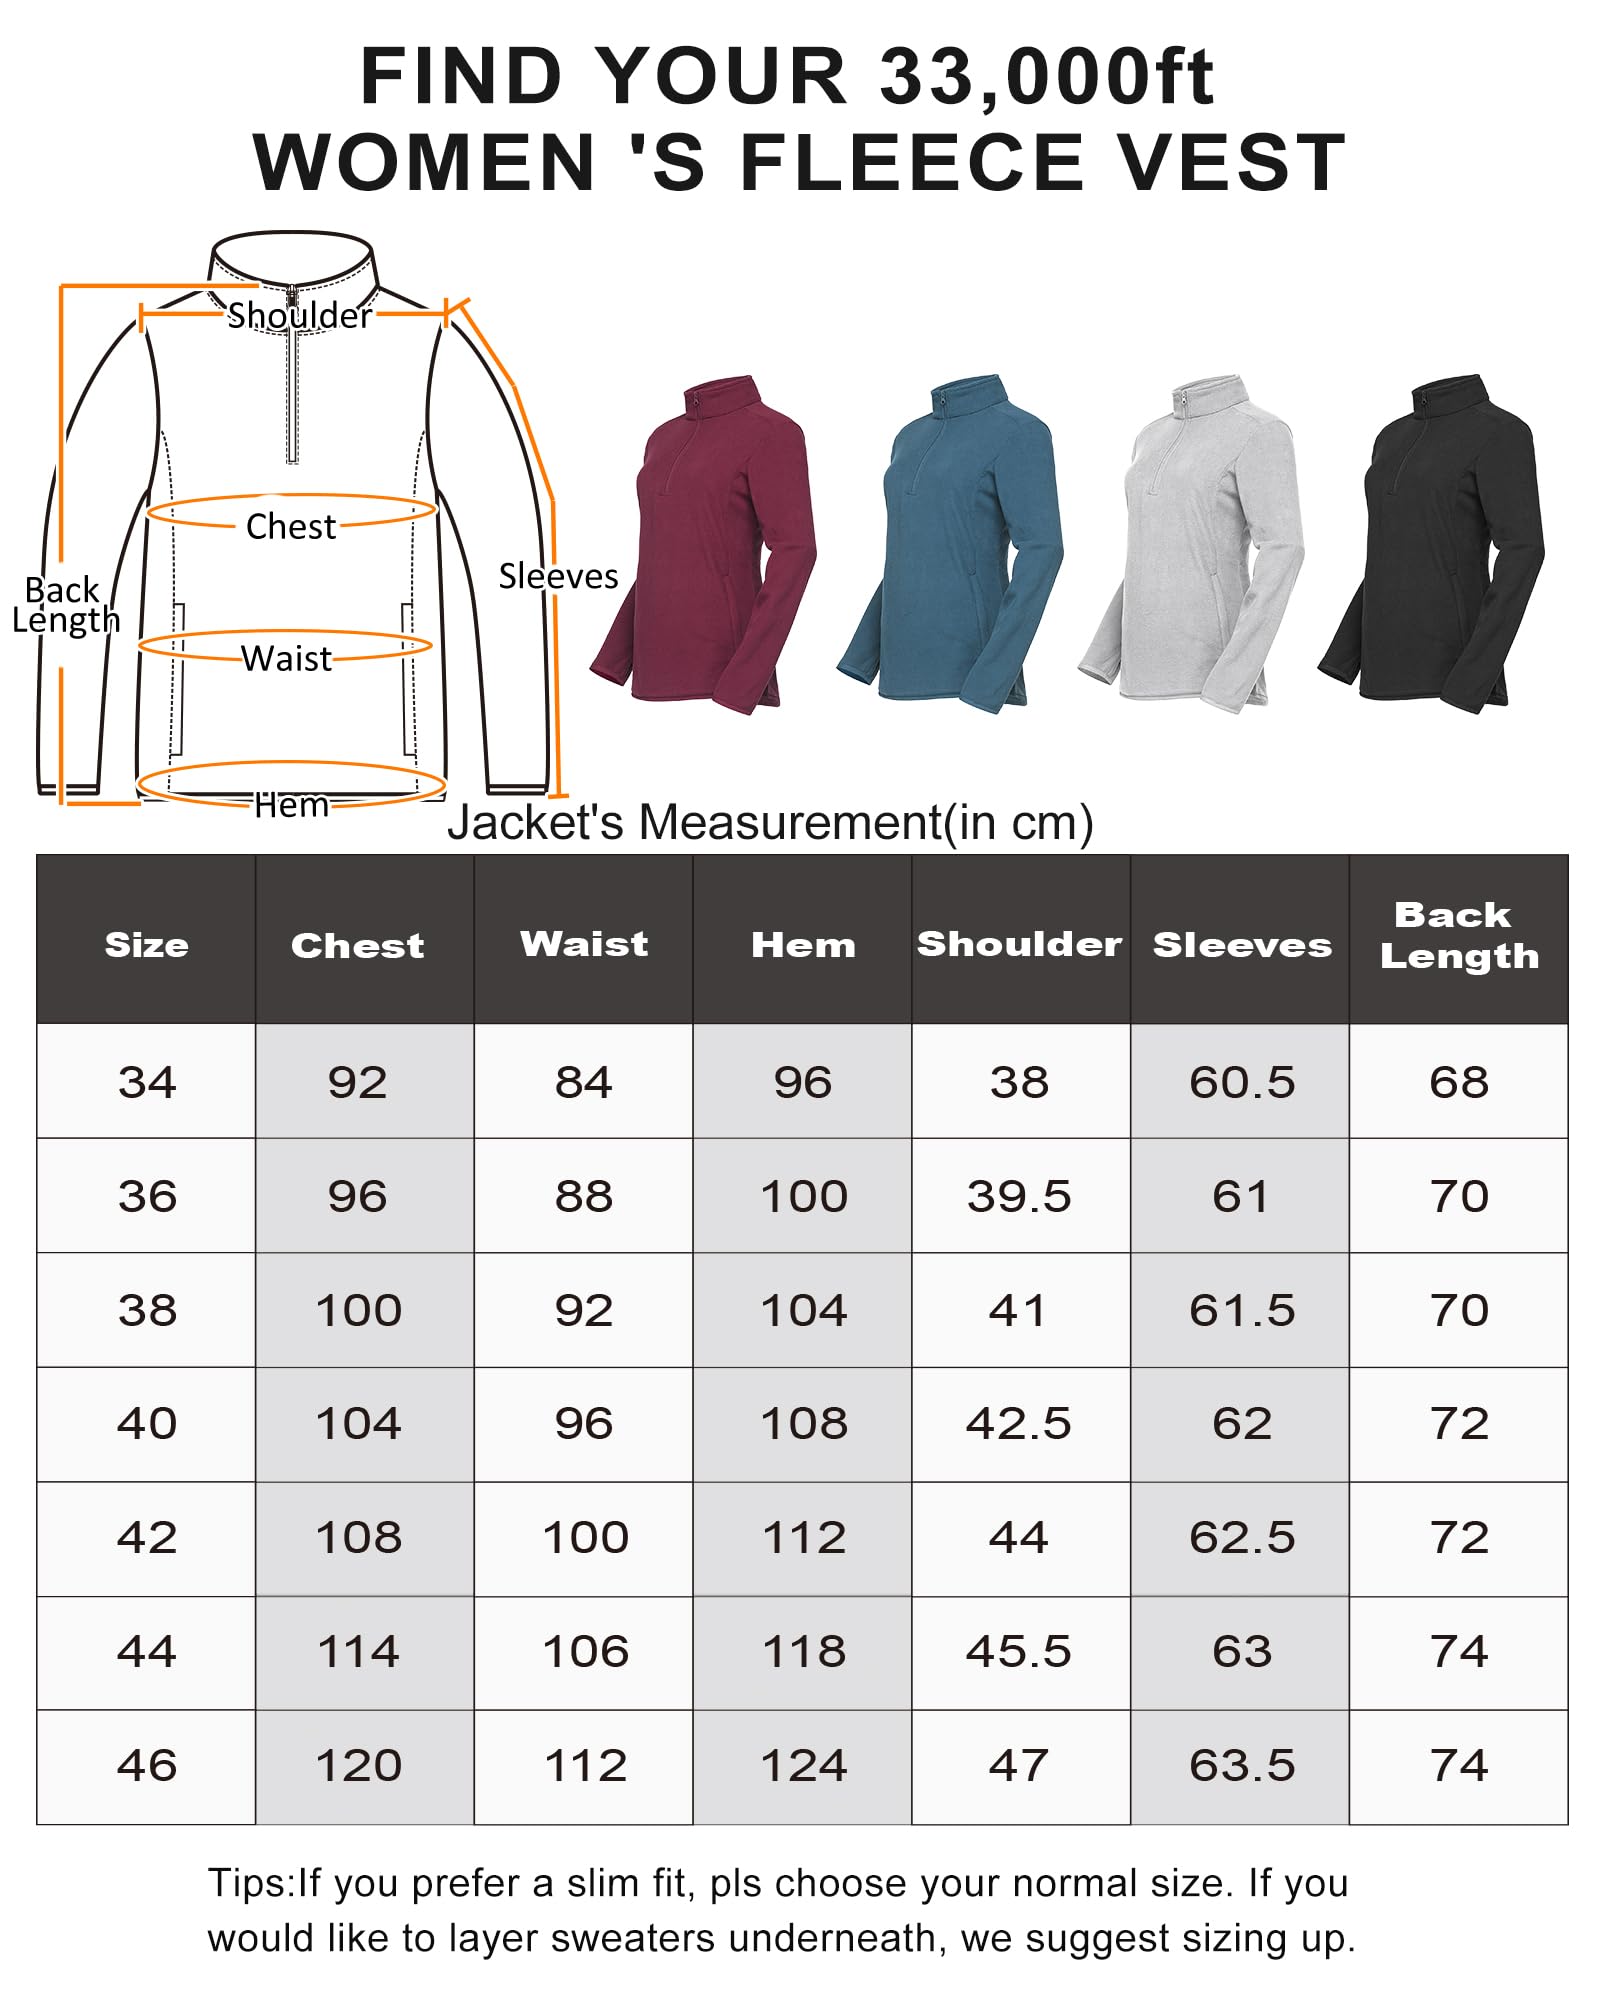 FIND YOUR 33,000ft
WOMEN 'S FLEECE VEST
Shoulder
Chest
Sleeves
Back
Length
Waist
Hem
Jacket's Measurement(in cm)
Size Chest Waist Hem Shoulder Sleeves Back Length
34 92 84 96 38 60.5 68
36 96 88 100 39.5 61 70
38 100 92 104 41 61.5 70
40 104 96 108 42.5 62 72
42 108 100 112 44 62.5 72
44 114 106 118 45.5 63 74
46 120 112 124 47 63.5 74
Tips:If you prefer a slim fit, pls choose your normal size. If you
would like to layer sweaters underneath, we suggest sizing up.